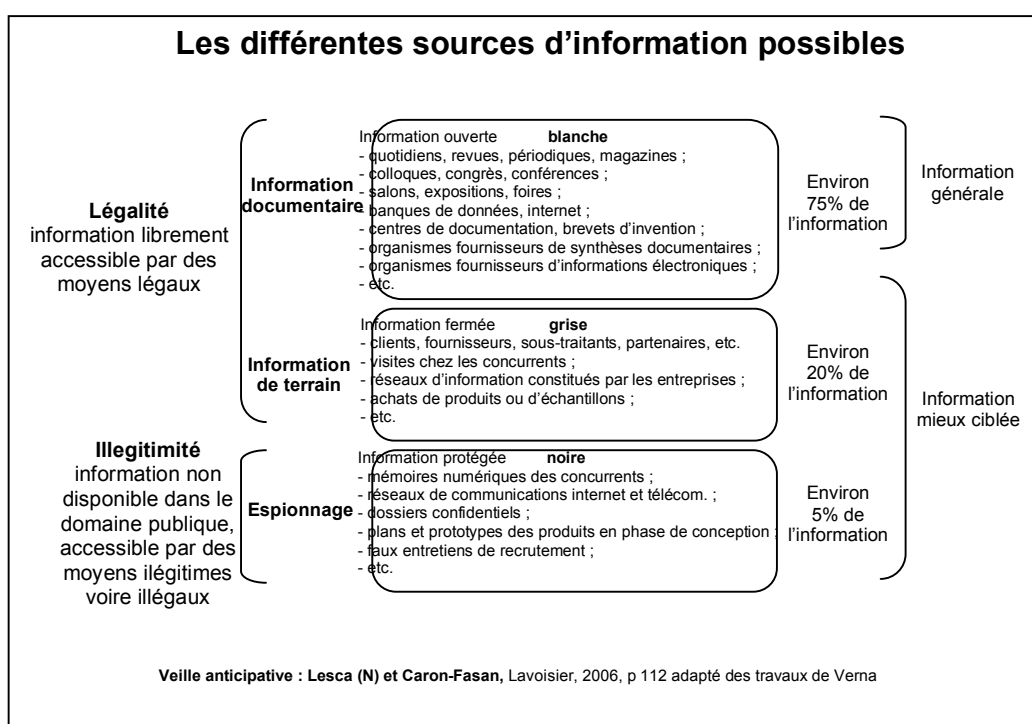 Les différentes sources d’information possibles
Légalité
information librement
accessible par des
moyens légaux
Information
documentaire
Information ouverte blanche
- quotidiens, revues, périodiques, magazines ;
- colloques, congrès, conférences ;
- salons, expositions, foires ;
- banques de données, internet ;
- centres de documentation, brevets d’invention ;
- organismes fournisseurs de synthèses documentaires ;
- organismes fournisseurs d’informations électroniques ;
- etc.
Environ
75% de
l’information
Information
générale
Information
de terrain
Information fermée grise
- clients, fournisseurs, sous-traitants, partenaires, etc.
- visites chez les concurrents ;
- réseaux d’information constitués par les entreprises ;
- achats de produits ou d’échantillons ;
- etc.
Environ
20% de
l’information
Information
mieux ciblée
Illegitimité
information non
disponible dans le
domaine publique,
accessible par des
moyens ilégitimes
voire illégaux
Espionnage
Information protégée noire
- mémoires numériques des concurrents ;
- réseaux de communications internet et télécom. ;
- dossiers confidentiels ;
- plans et prototypes des produits en phase de conception ;
- faux entretiens de recrutement ;
- etc.
Environ
5% de
l’information
Veille anticipative : Lesca (N) et Caron-Fasan, Lavoisier, 2006, p 112 adapté des travaux de Verna